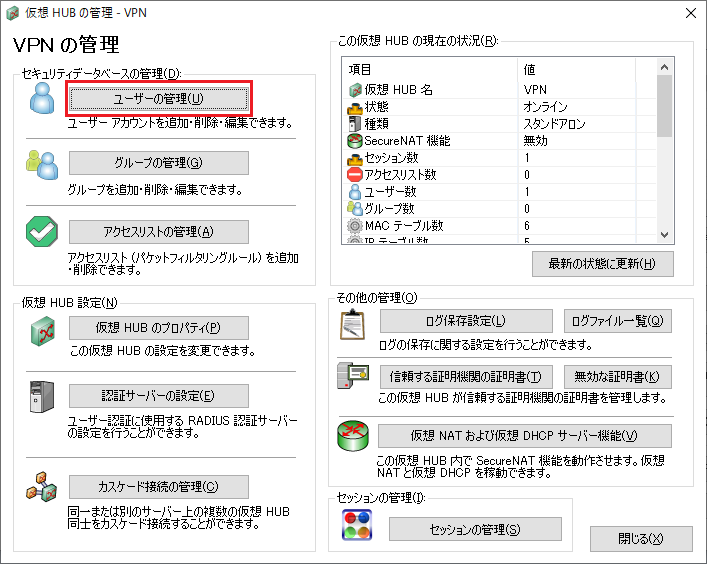 仮想 HUB の管理 - VPN
VPN の管理
セキュリティデータベースの管理(D):
ユーザーの管理(U)
ユーザー アカウントを追加・削除・編集できます。
グループの管理(G)
グループを追加・削除・編集できます。
アクセスリストの管理(A)
アクセスリスト (パケットフィルタリングルール) を追加
・削除できます。
仮想 HUB 設定(N)
仮想 HUB のプロパティ(P)
この仮想 HUB の設定を変更できます。
認証サーバーの設定(E)
ユーザー認証に使用する RADIUS 認証サーバー
の設定を行うことができます。
カスケード接続の管理(C)
同一または別のサーバー上の複数の仮想 HUB
同士をカスケード接続することができます。
この仮想 HUB の現在の状況(R):
項目 値
仮想 HUB 名 VPN
状態 オンライン
種類 スタンドアロン
SecureNAT 機能 無効
セッション数 1
アクセスリスト数 0
ユーザー数 1
グループ数 0
MAC テーブル数 6
IP テーブル数 5
最新の状態に更新(H)
その他の管理(O)
ログ保存設定(L) ログファイル一覧(Q)
ログの保存に関する設定を行うことができます。
信頼する証明機関の証明書(T) 無効な証明書(K)
この仮想 HUB が信頼する証明機関の証明書を管理します。
仮想 NAT および仮想 DHCP サーバー機能(V)
この仮想 HUB 内で SecureNAT 機能を動作させます。仮想
NAT と仮想 DHCP を稼動できます。
セッションの管理(I):
セッションの管理(S)
閉じる(X)